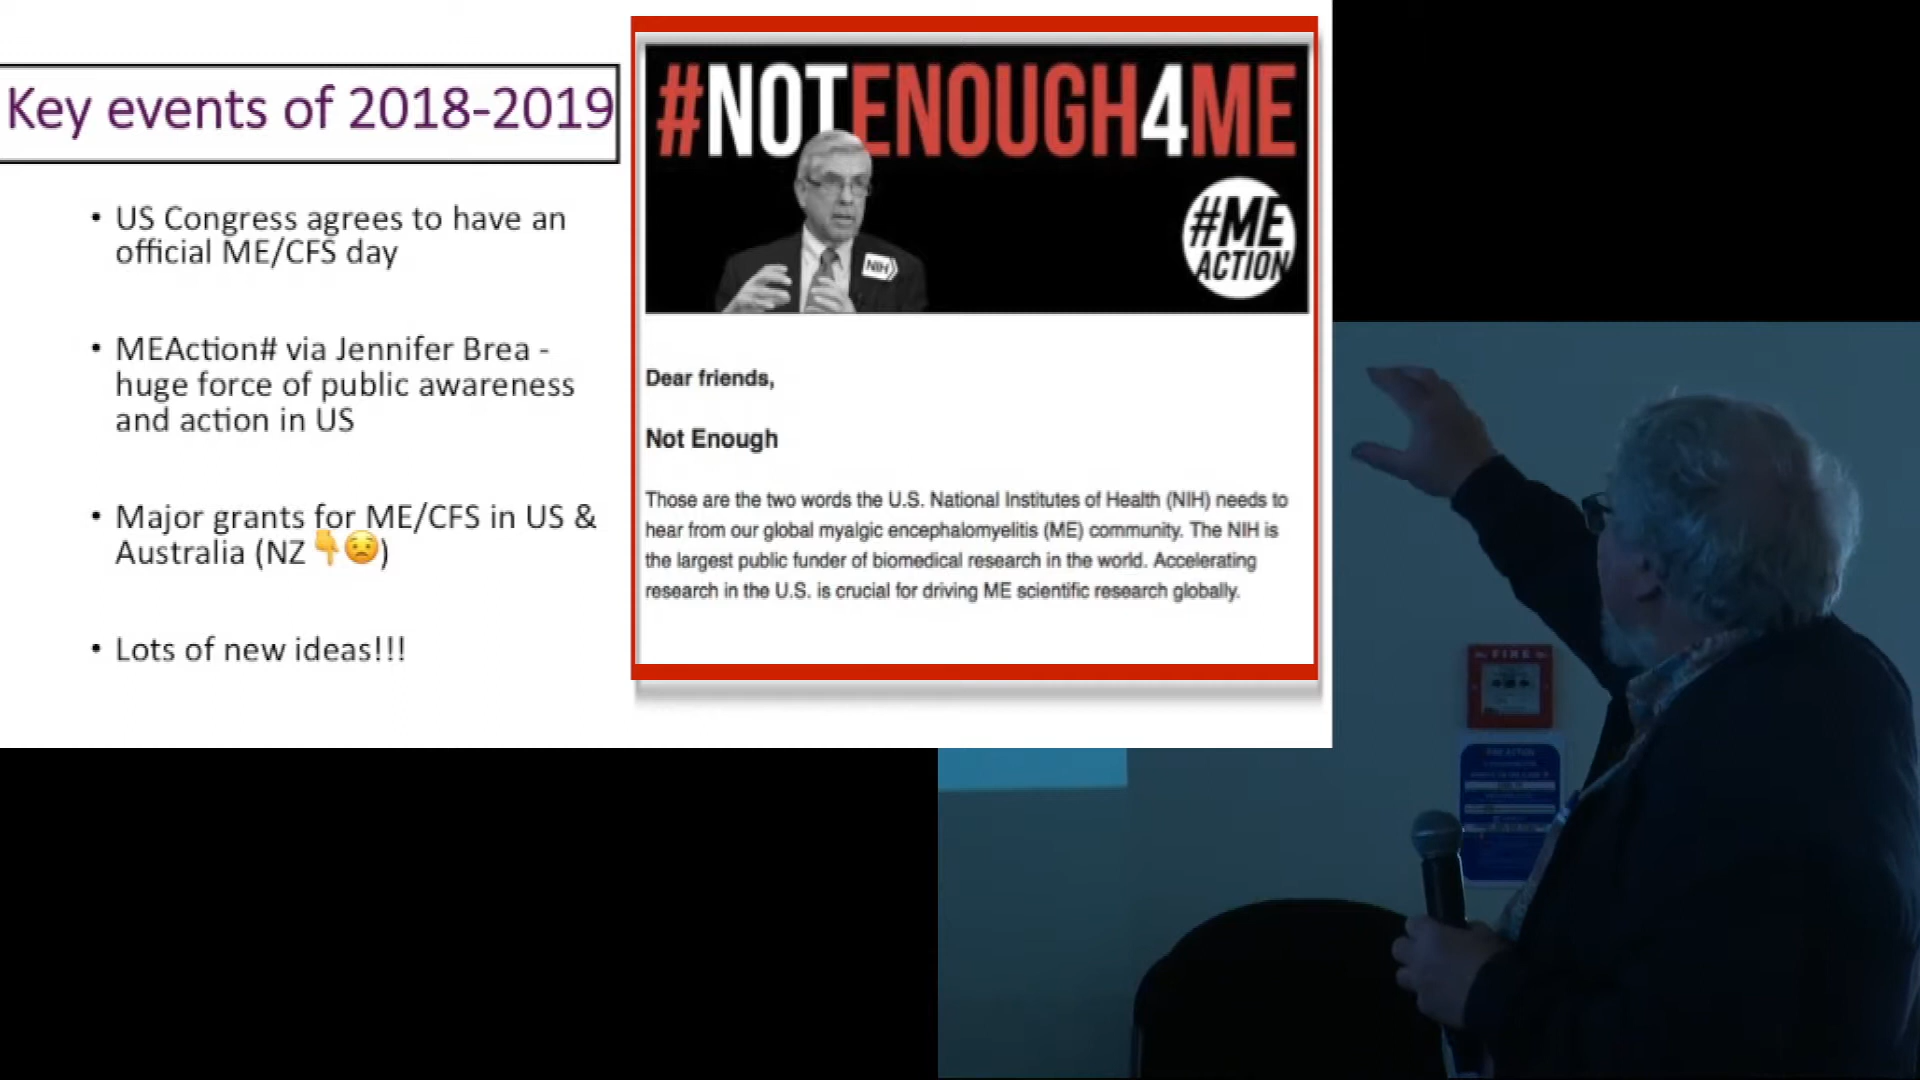 Key events of 2018-2019
• US Congress agrees to have an
official ME/CFS day
• MEAction# via Jennifer Brea -
huge force of public awareness
and action in US
• Major grants for ME/CFS in US &
Australia (NZ 👇😟)
• Lots of new ideas!!!
#NOTENOUGH4ME
NIH
#ME
ACTION
Dear friends,
Not Enough
Those are the two words the U.S. National Institutes of Health (NIH) needs to
hear from our global myalgic encephalomyelitis (ME) community. The NIH is
the largest public funder of biomedical research in the world. Accelerating
research in the U.S. is crucial for driving ME scientific research globally.
FIRE
FIRE ACTION